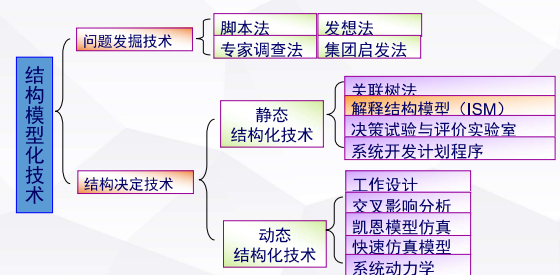 结构模型化技术
问题发掘技术
脚本法
发想法
专家调查法
集团启发法
结构决定技术
静态
结构化技术
关联树法
解释结构模型（ISM）
决策试验与评价实验室
系统开发计划程序
动态
结构化技术
工作设计
交叉影响分析
凯恩模型仿真
快速仿真模型
系统动力学